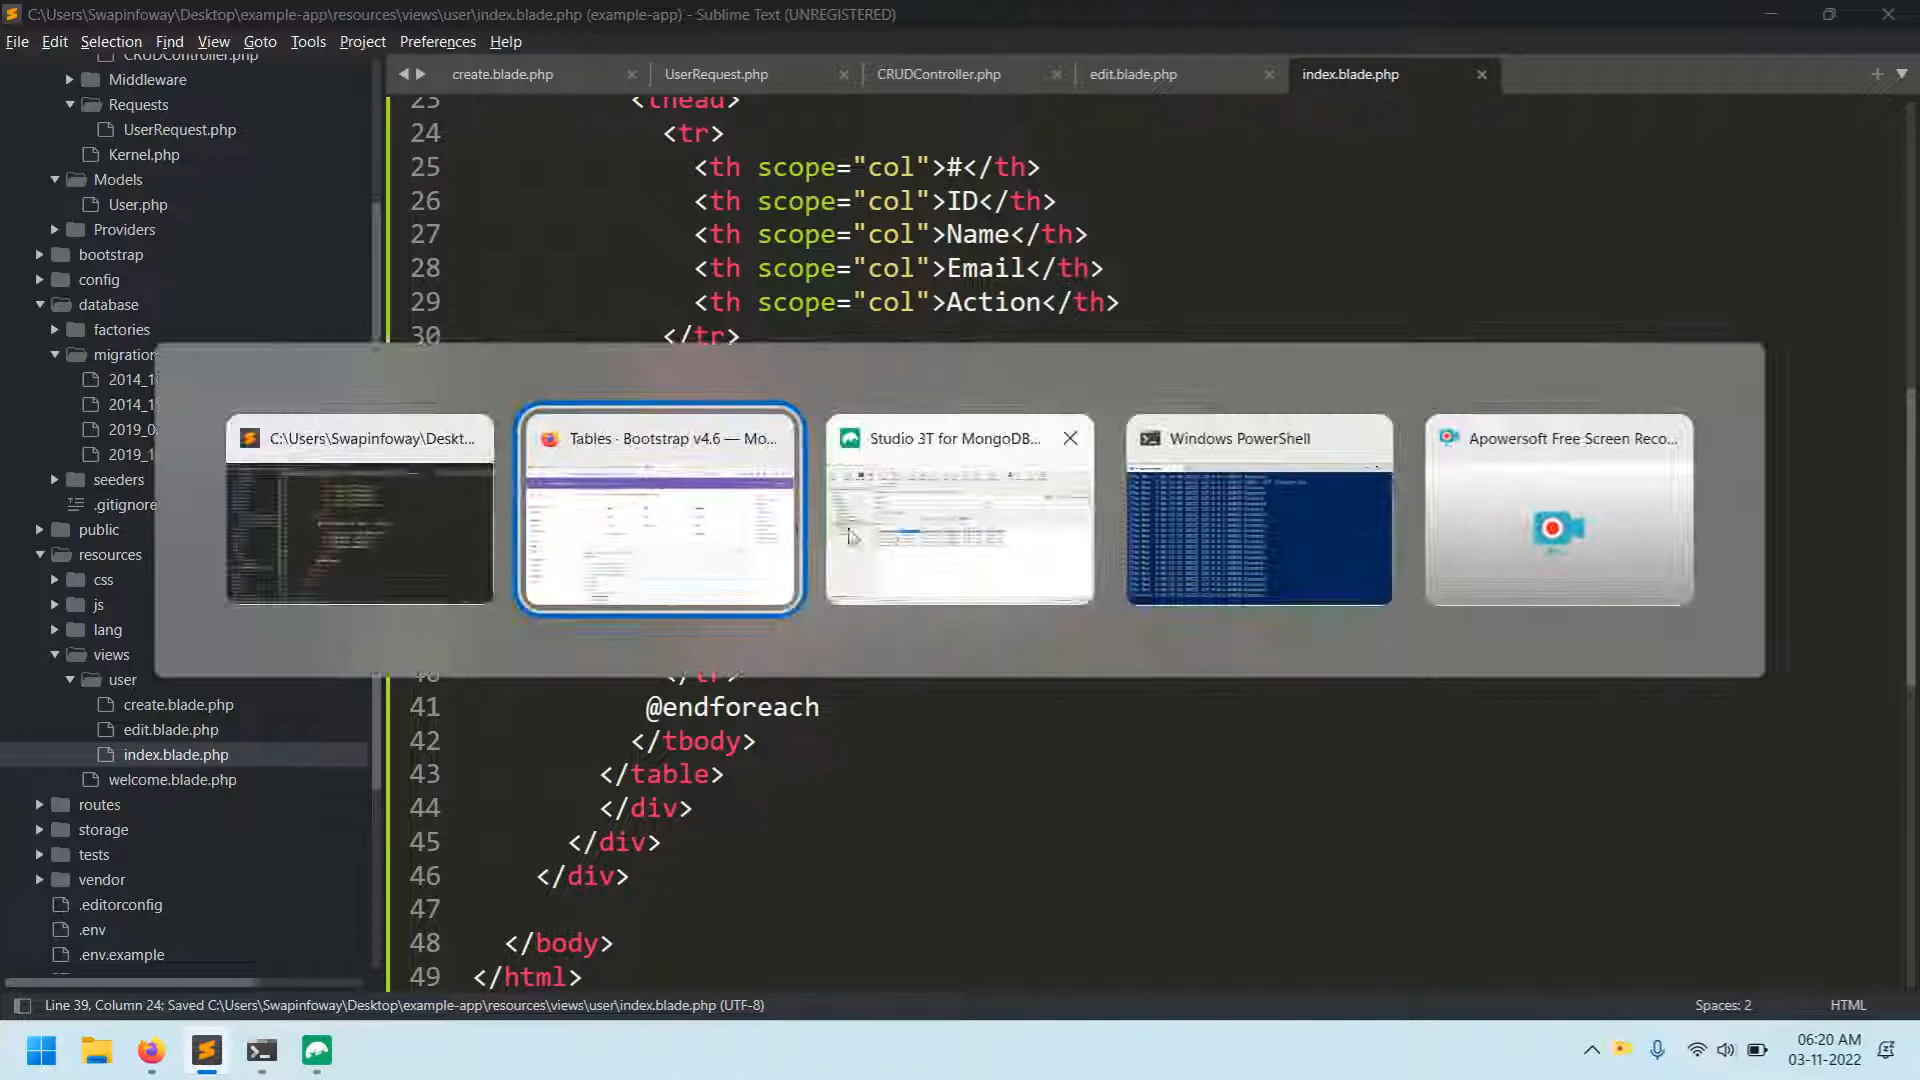 C:\Users\Swapinfoway\Desktop\example-app\resources\views\user\index.blade.php (example-app) - Sublime Text (UNREGISTERED)
File Edit Selection Find View Goto Tools Project Preferences Help
CRUDController.php
Middleware
Requests
UserRequest.php
Kernel.php
Models
User.php
Providers
bootstrap
config
database
factories
migration
2014_1
2014_1
2019_0
2019_1
seeders
.gitignore
public
resources
css
js
lang
views
user
create.blade.php
edit.blade.php
index.blade.php
welcome.blade.php
routes
storage
tests
vendor
.editorconfig
.env
.env.example
create.blade.php UserRequest.php CRUDController.php edit.blade.php index.blade.php
23 <thead>
24 <tr>
25 <th scope="col">#</th>
26 <th scope="col">ID</th>
27 <th scope="col">Name</th>
28 <th scope="col">Email</th>
29 <th scope="col">Action</th>
30 </tr>
C:\Users\Swapinfoway\Deskt... Tables · Bootstrap v4.6 — Mo... Studio 3T for MongoDB... Windows PowerShell Apowersoft Free Screen Reco...
40 </tr>
41 @endforeach
42 </tbody>
43 </table>
44 </div>
45 </div>
46 </div>
47
48 </body>
49 </html>
Line 39, Column 24; Saved C:\Users\Swapinfoway\Desktop\example-app\resources\views\user\index.blade.php (UTF-8) Spaces: 2 HTML
06:20 AM
03-11-2022